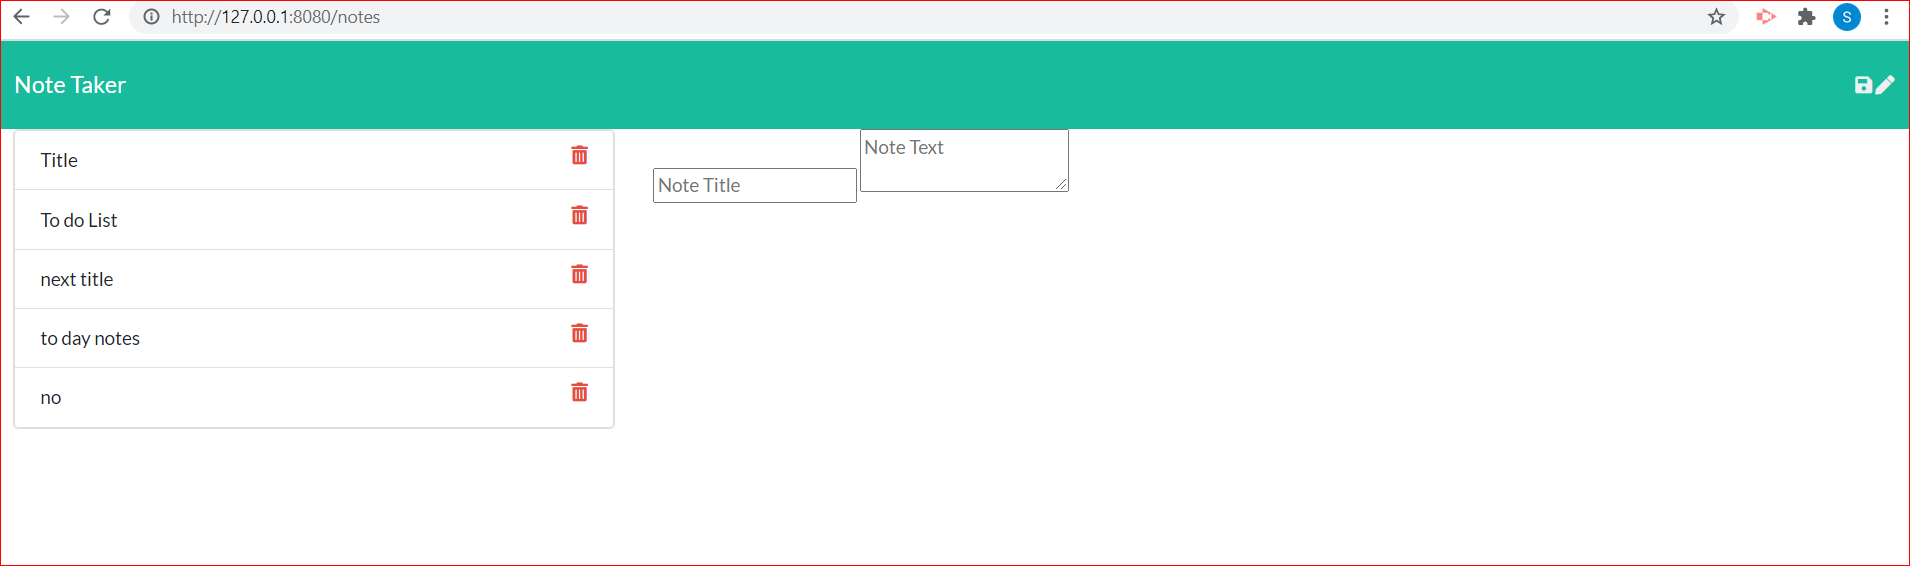 http://127.0.0.1:8080/notes
S
Note Taker
Title
To do List
next title
to day notes
no
Note Title
Note Text